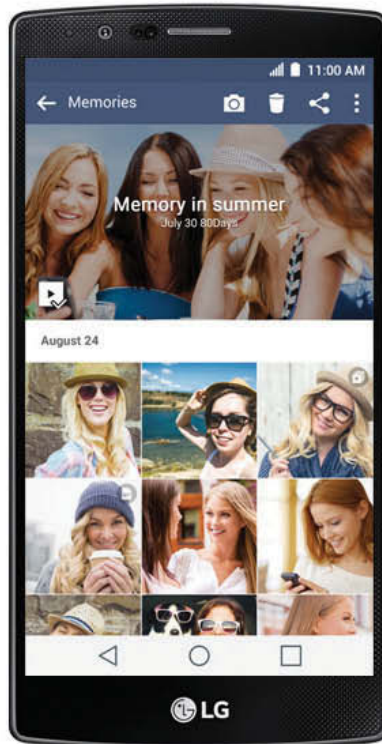 11:00 AM
Memories
Memory in summer
July 30 80Days
August 24
LG